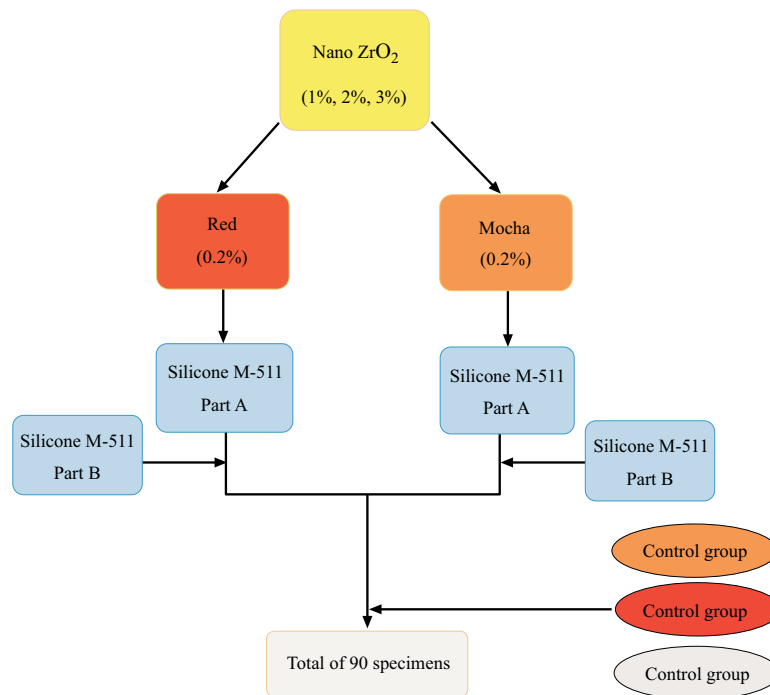 Nano ZrO₂
(1%, 2%, 3%)
Red
(0.2%)
Mocha
(0.2%)
Silicone M-511
Part A
Silicone M-511
Part A
Silicone M-511
Part B
Silicone M-511
Part B
Control group
Control group
Control group
Total of 90 specimens